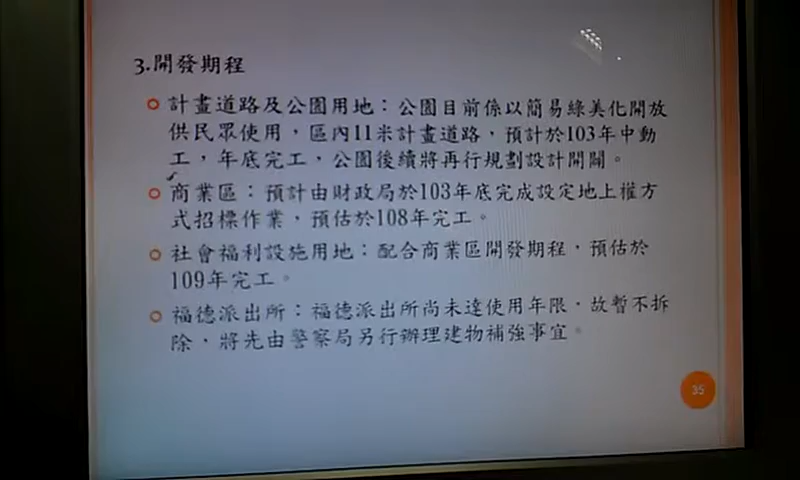 3.開發期程
計畫道路及公園用地：公園目前係以簡易綠美化開放
供民眾使用，區內11米計畫道路，預計於103年中動
工，年底完工，公園後續將再行規劃設計開闢。
商業區：預計由財政局於103年底完成設定地上權方
式招標作業，預估於108年完工。
社會福利設施用地：配合商業區開發期程，預估於
109年完工。
福德派出所：福德派出所尚未達使用年限，故暫不拆
除，將先由警察局另行辦理建物補強事宜。
35